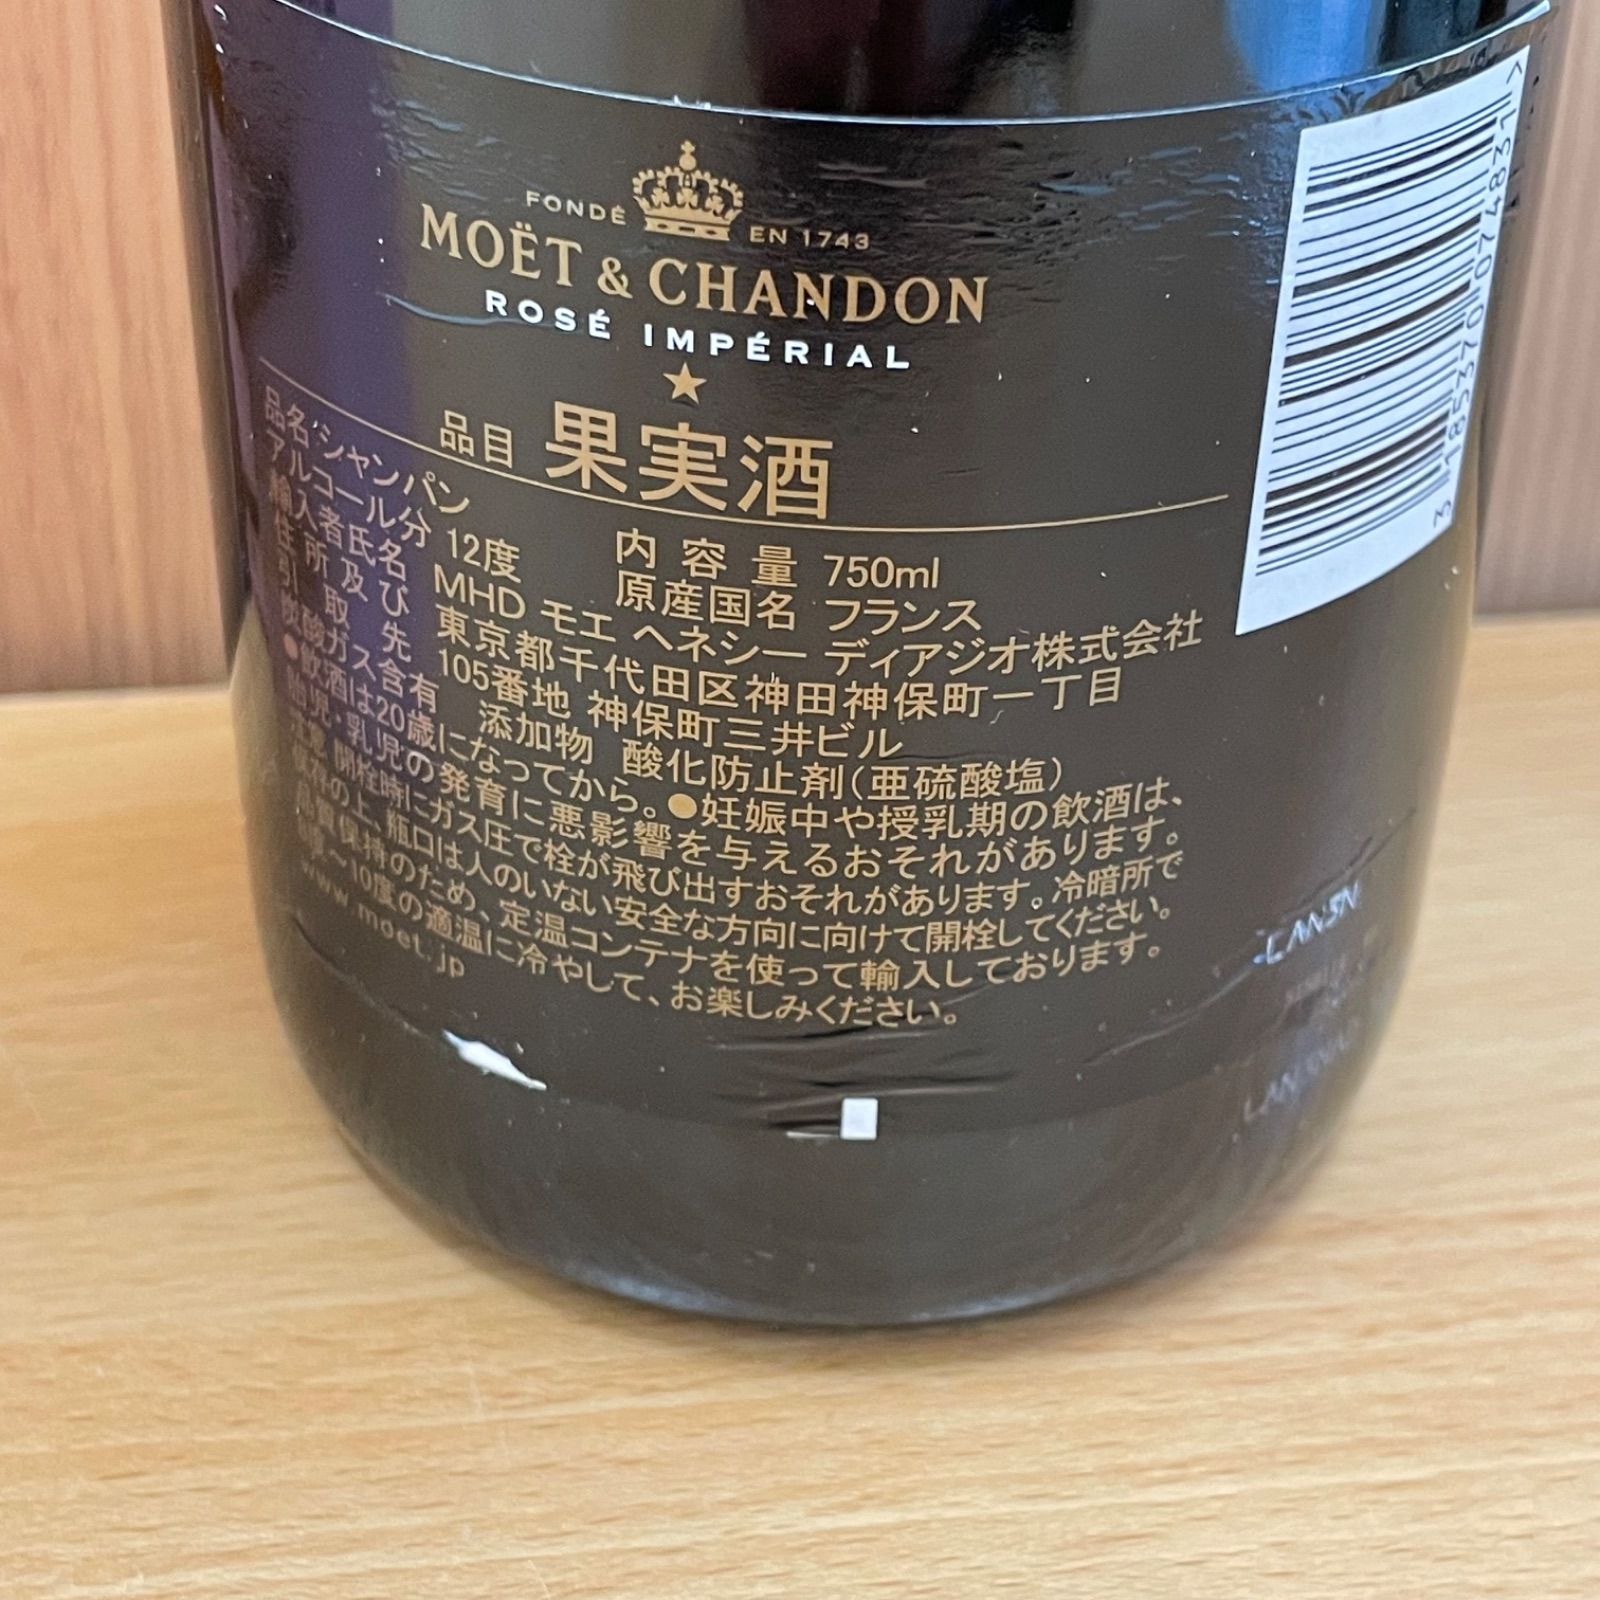 FONDÉ EN 1743
MOËT & CHANDON
ROSÉ IMPÉRIAL
品目 果実酒
品名 シャンパン
アルコール分 12度 内容量 750ml
輸入者氏名 MHD モエ ヘネシー ディアジオ株式会社 原産国名 フランス
住所及び 東京都千代田区神田神保町一丁目
引取先 105番地 神保町三井ビル
炭酸ガス含有 添加物 酸化防止剤(亜硫酸塩)
●飲酒は20歳になってから。●妊娠中や授乳期の飲酒は、
胎児・乳児の発育に悪影響を与えるおそれがあります。
注意 開栓時にガス圧で栓が飛び出すおそれがあります。冷暗所で
保存の上、瓶口は人のいない安全な方向に向けて開栓してください。
品質保持のため、定温コンテナを使って輸入しております。
8度～10度の適温に冷やして、お楽しみください。
www.moet.jp
3 185370 074831 >